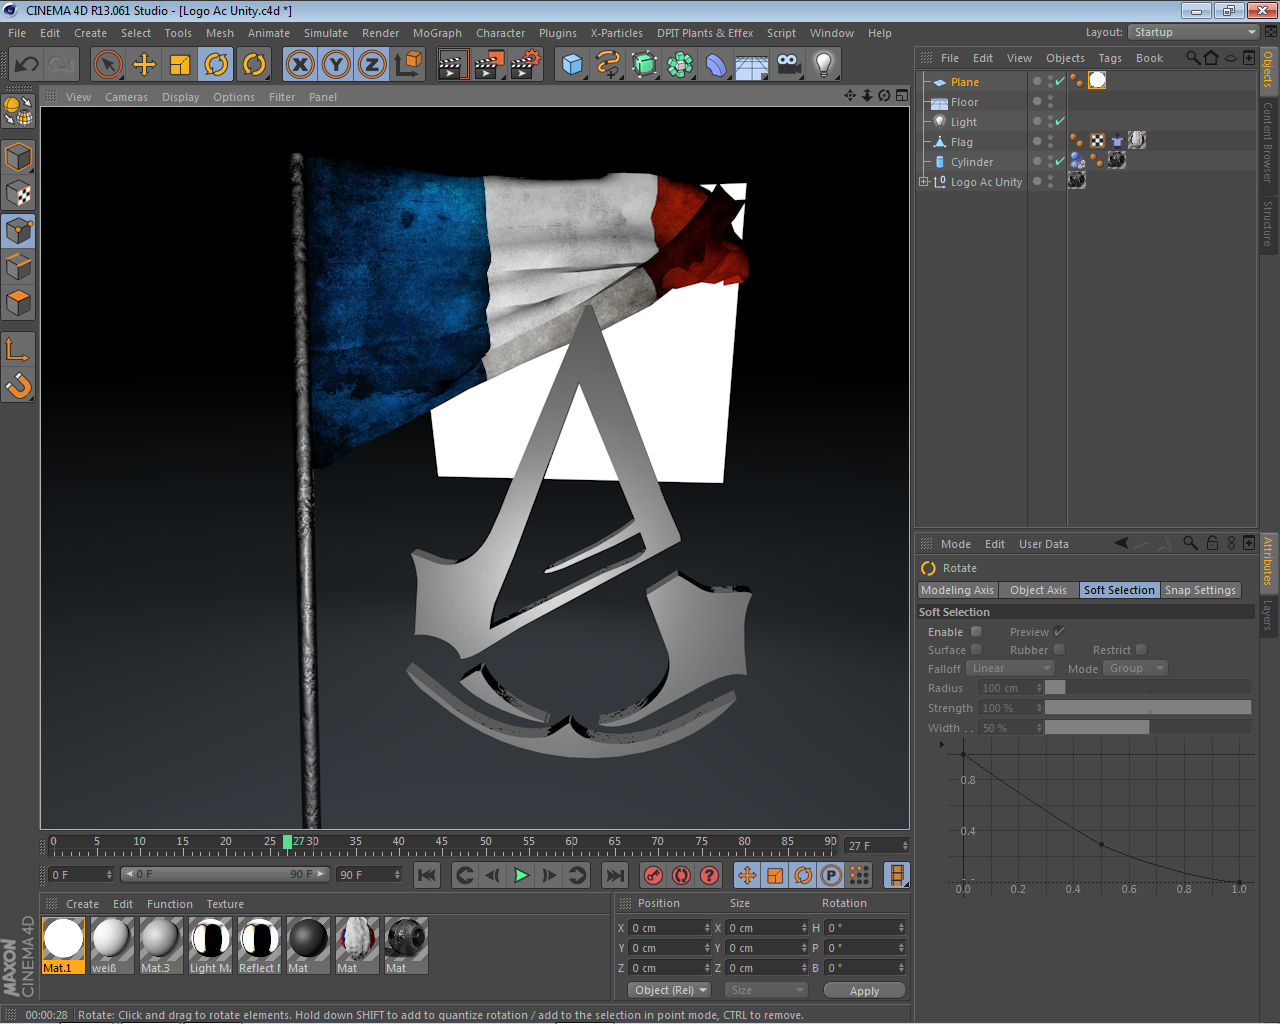 CINEMA 4D R13.061 Studio - [Logo Ac Unity.c4d *]
File Edit Create Select Tools Mesh Animate Simulate Render MoGraph Character Plugins X-Particles DPIT Plants & Effex Script Window Help
Layout: Startup
View Cameras Display Options Filter Panel
File Edit View Objects Tags Book
Plane
Floor
Light
Flag
Cylinder
Logo Ac Unity
Objects
Content Browser
Structure
X Y Z
Mode Edit User Data
Rotate
Modeling Axis Object Axis Soft Selection Snap Settings
Soft Selection
Enable Preview
Surface Rubber Restrict
Falloff Linear Mode Group
Radius 100 cm
Strength 100 %
Width . . 50 %
0.8
0.4
0.0 0.2 0.4 0.6 0.8 1.0
Attributes
Layers
0 5 10 15 20 25 27 30 35 40 45 50 55 60 65 70 75 80 85 90
27 F
0 F 0 F 90 F 90 F
P
Create Edit Function Texture
Mat.1 weiß Mat.3 Light Ma Reflect M Mat Mat Mat
Position Size Rotation
X 0 cm X 0 cm H 0 °
Y 0 cm Y 0 cm P 0 °
Z 0 cm Z 0 cm B 0 °
Object (Rel) Size Apply
MAXON
CINEMA 4D
00:00:28 Rotate: Click and drag to rotate elements. Hold down SHIFT to add to quantize rotation / add to the selection in point mode, CTRL to remove.